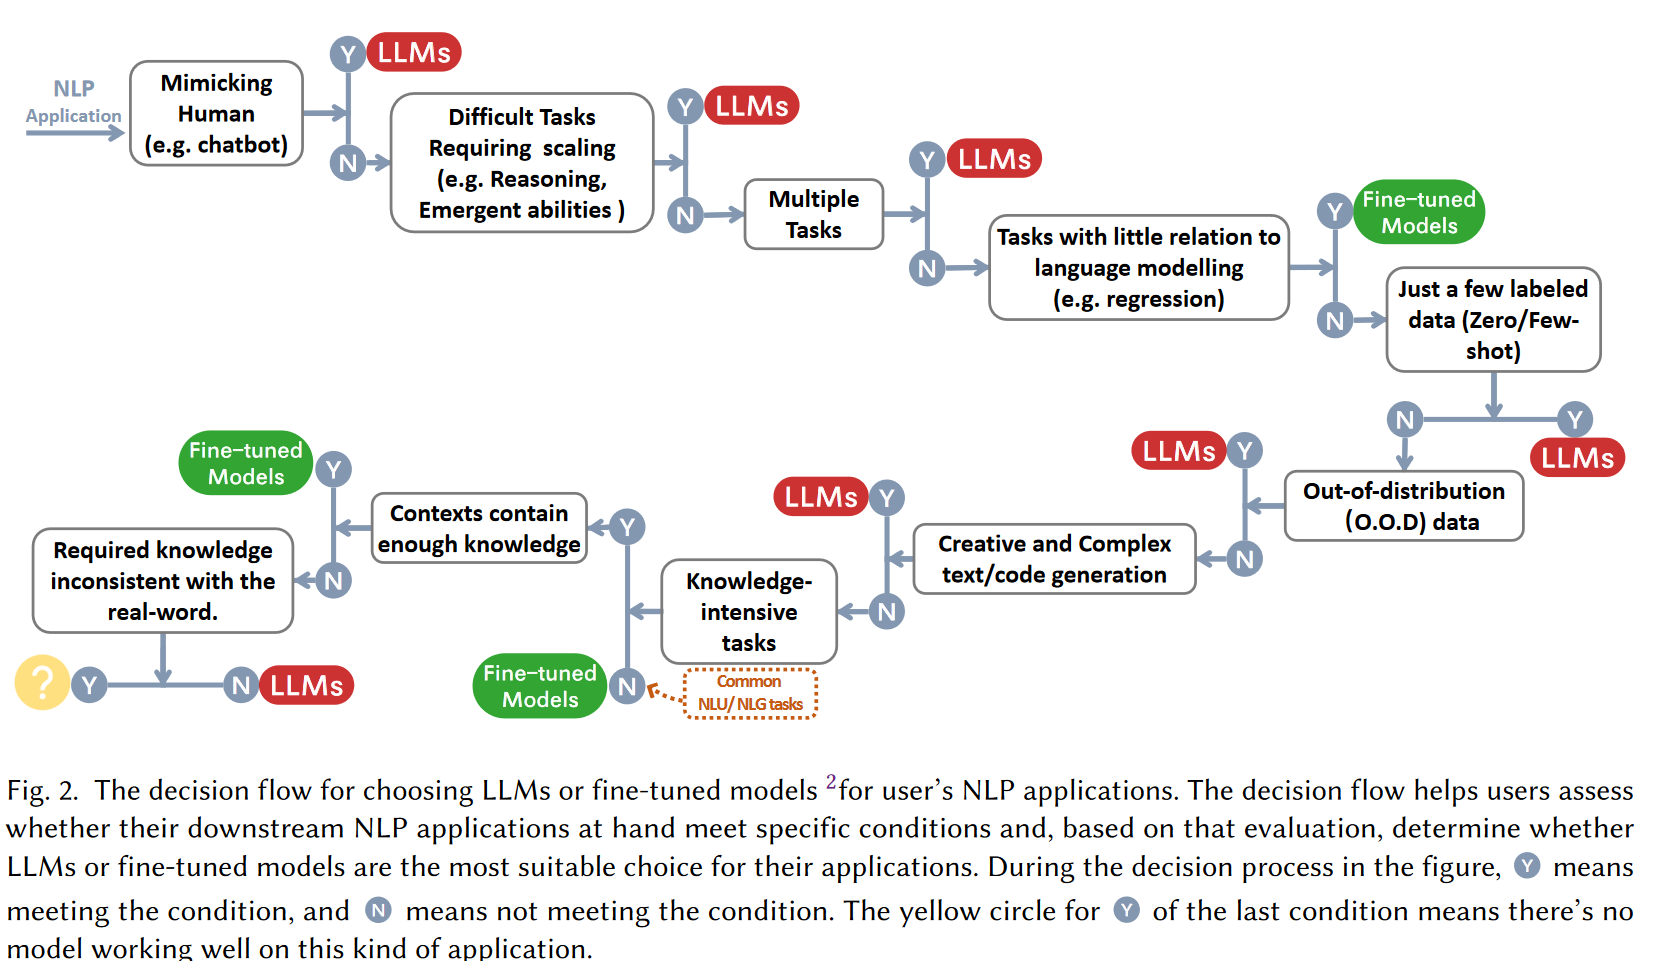 NLP
Application
Mimicking
Human
(e.g. chatbot)
Y
LLMs
N
Difficult Tasks
Requiring scaling
(e.g. Reasoning,
Emergent abilities )
Y
LLMs
N
Multiple
Tasks
Y
LLMs
N
Tasks with little relation to
language modelling
(e.g. regression)
Y
Fine-tuned
Models
N
Just a few labeled
data (Zero/Few-
shot)
N
Y
LLMs
Out-of-distribution
(O.O.D) data
LLMs
Y
N
Creative and Complex
text/code generation
LLMs
Y
N
Knowledge-
intensive
tasks
Y
Fine-tuned
Models
N
Common
NLU/ NLG tasks
Contexts contain
enough knowledge
Fine-tuned
Models
Y
N
Required knowledge
inconsistent with the
real-word.
?
Y
N
LLMs
Fig. 2. The decision flow for choosing LLMs or fine-tuned models 2for user's NLP applications. The decision flow helps users assess
whether their downstream NLP applications at hand meet specific conditions and, based on that evaluation, determine whether
LLMs or fine-tuned models are the most suitable choice for their applications. During the decision process in the figure, Y means
meeting the condition, and N means not meeting the condition. The yellow circle for Y of the last condition means there's no
model working well on this kind of application.